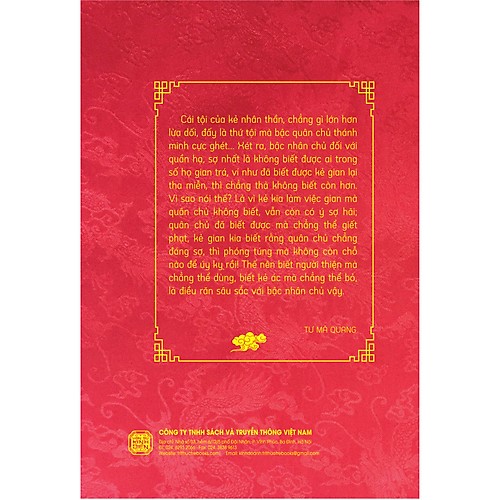 Cái tội của kẻ nhân thần, chẳng gì lớn hơn
lừa dối, đấy là thứ tội mà bậc quân chủ thánh
minh cực ghét... Xét ra, bậc nhân chủ đối với
quần hạ, sợ nhất là không biết được ai trong
số họ gian trá, ví như đã biết được kẻ gian lại
tha miễn, thì chẳng thà không biết còn hơn.
Vì sao nói thế? Là vì kẻ kia làm việc gian mà
quân chủ không biết, vẫn còn có ý sợ hãi;
quân chủ đã biết được mà chẳng thể giết
phạt, kẻ gian kia biết rằng quân chủ chẳng
đáng sợ, thì phóng túng mà không còn chỗ
nào để úy kỵ rồi! Thế nên biết người thiện mà
chẳng thể dùng, biết kẻ ác mà chẳng thể bỏ,
là điều răn sâu sắc với bậc nhân chủ vậy.
TƯ MÃ QUANG
CÔNG TY TNHH SÁCH VÀ TRUYỀN THÔNG VIỆT NAM